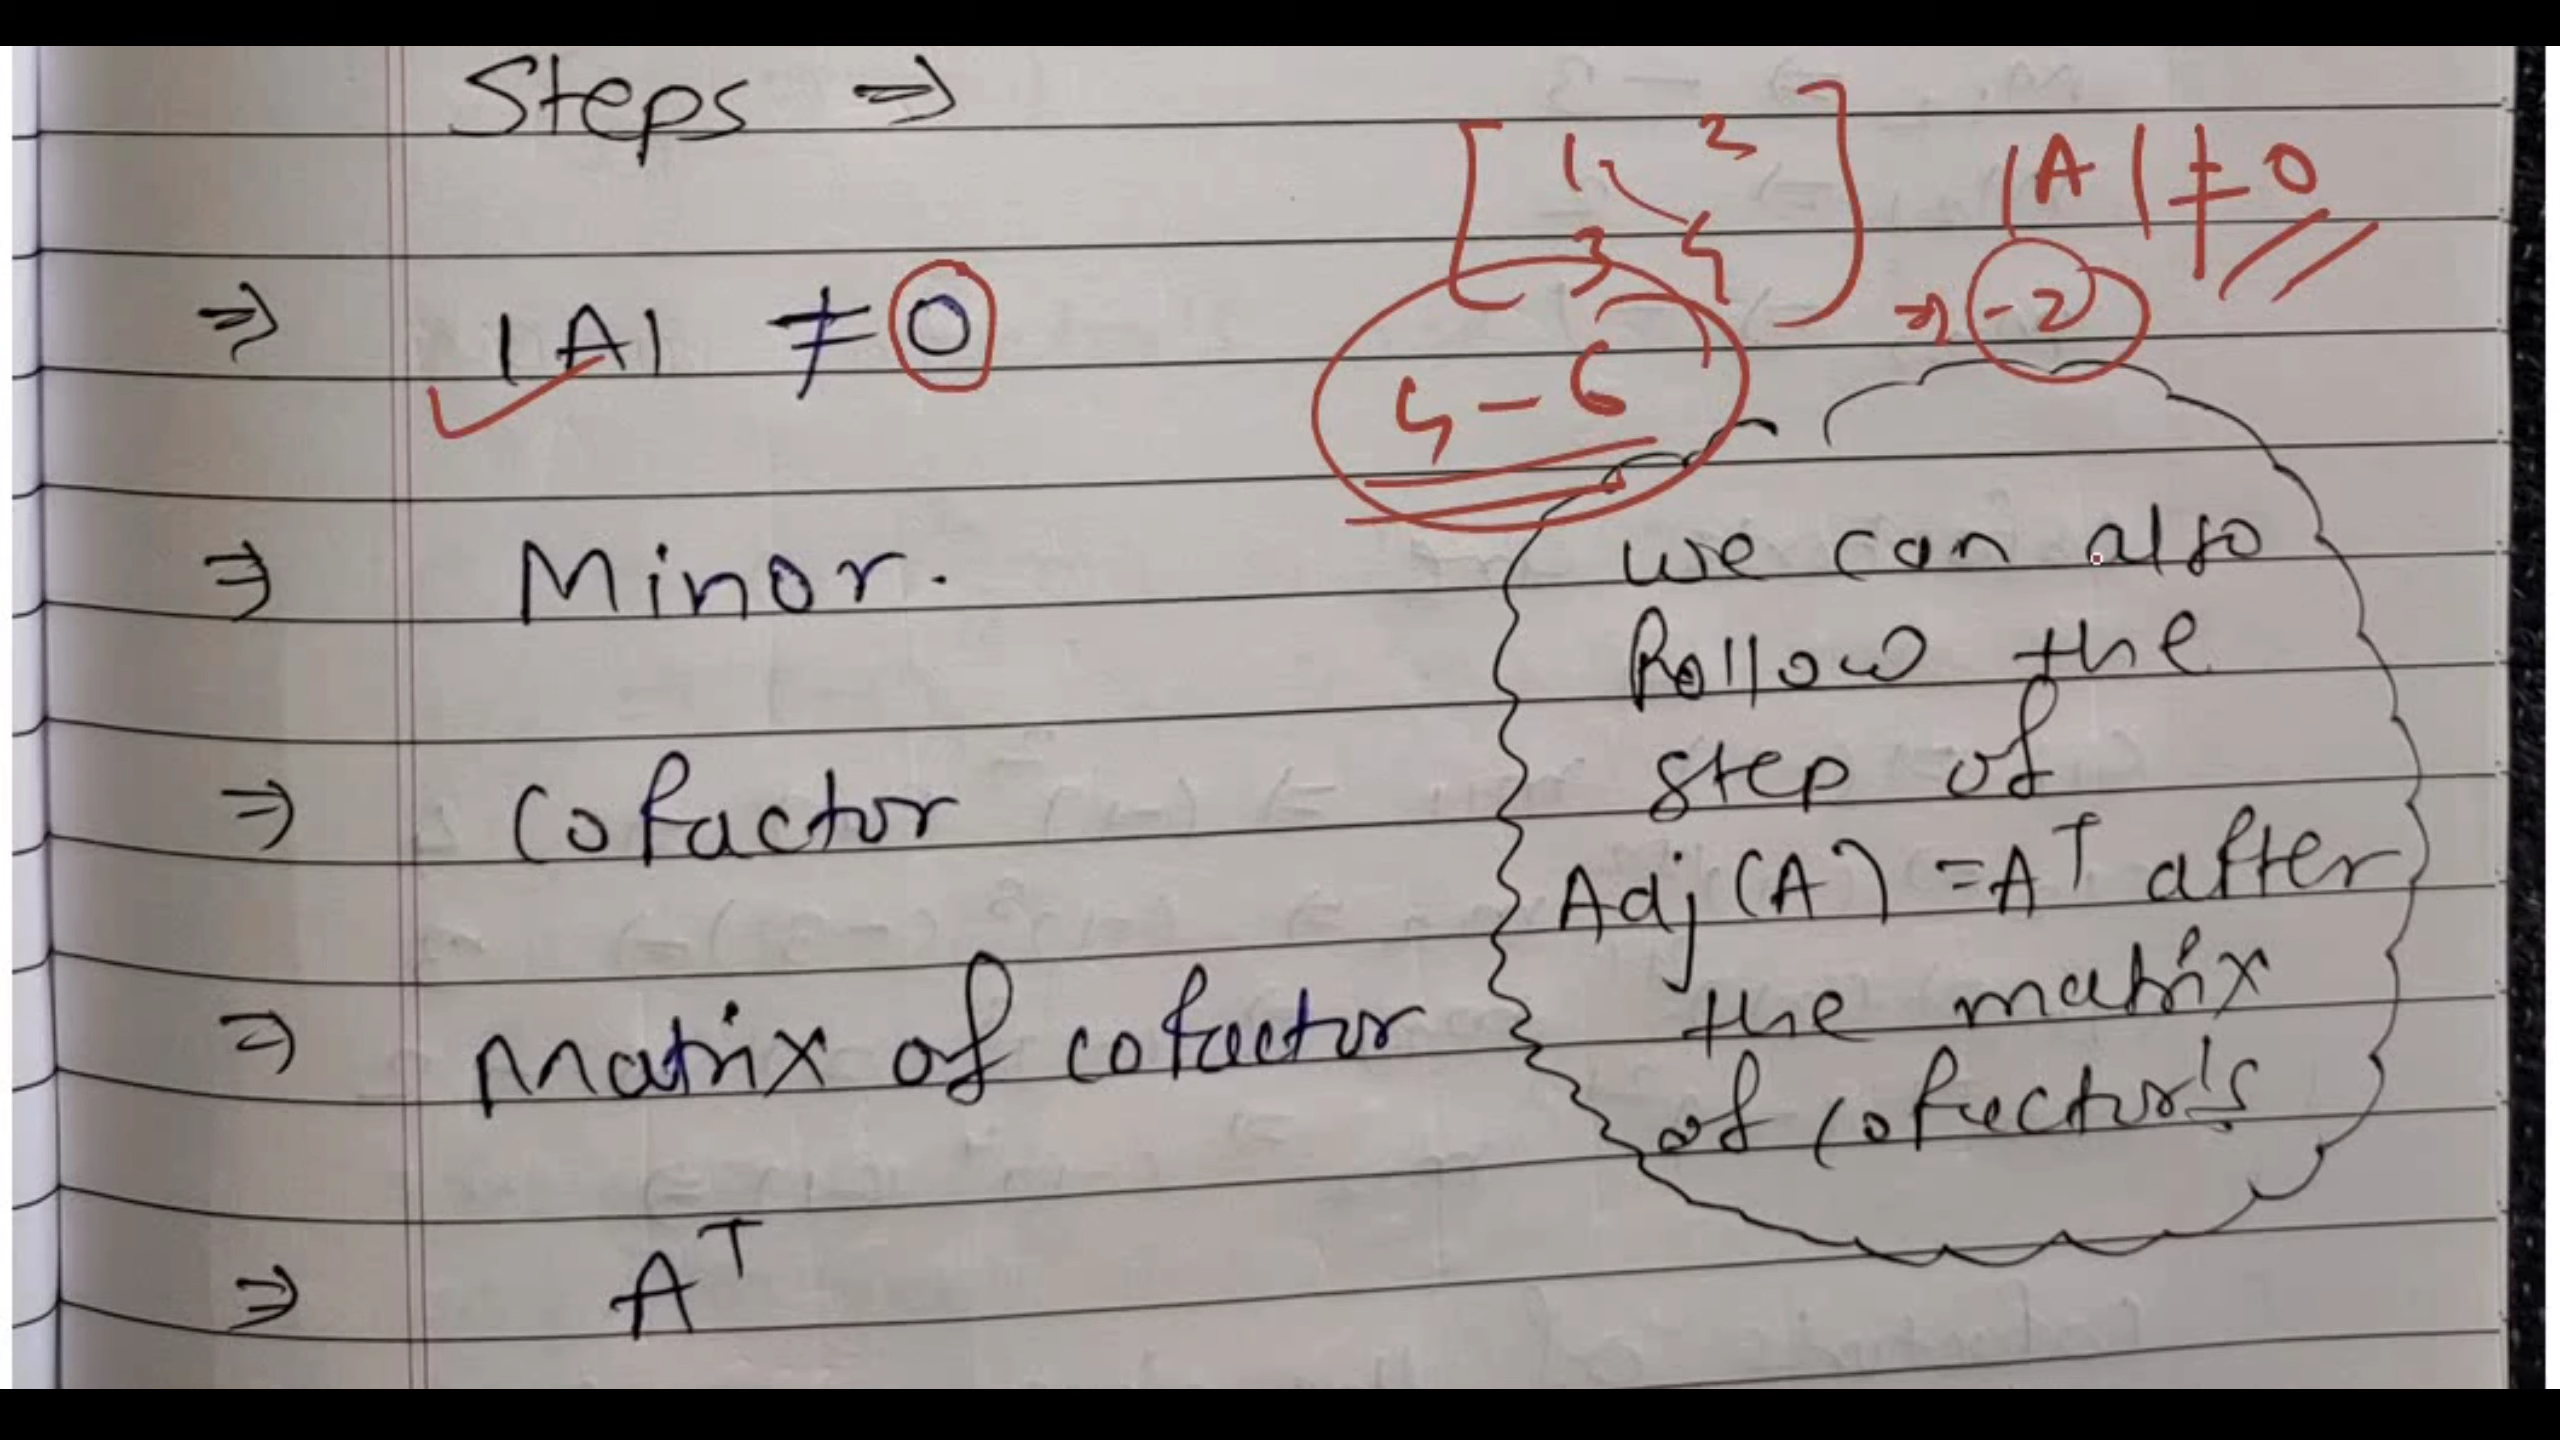 Steps ⇒
[1 2
3 4]
|A| ≠ 0
⇒ -2
4 - 6
⇒ |A| ≠ 0
⇒ Minor.
⇒ Cofactor
⇒ Matrix of cofactor
⇒ A^T
we can also
follow the
step of
Adj(A) = A^T after
the matrix
of cofector's